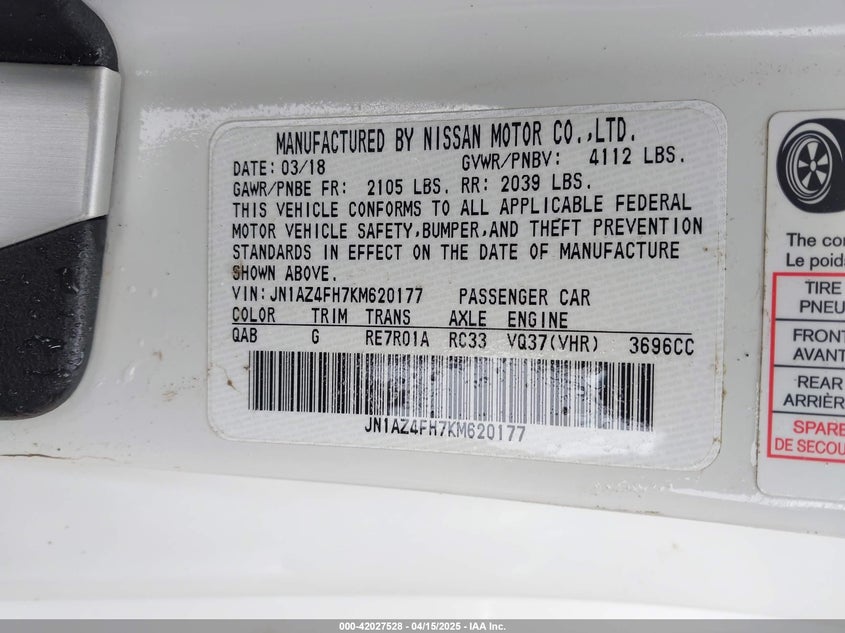 MANUFACTURED BY NISSAN MOTOR CO.,LTD.
DATE: 03/18 GVWR/PNBV: 4112 LBS.
GAWR/PNBE FR: 2105 LBS. RR: 2039 LBS.
THIS VEHICLE CONFORMS TO ALL APPLICABLE FEDERAL
MOTOR VEHICLE SAFETY,BUMPER,AND THEFT PREVENTION
STANDARDS IN EFFECT ON THE DATE OF MANUFACTURE
SHOWN ABOVE.
VIN:JN1AZ4FH7KM620177 PASSENGER CAR
COLOR TRIM TRANS AXLE ENGINE
QAB G RE7R01A RC33 VQ37(VHR) 3696CC
JN1AZ4FH7KM620177
The
Le
TIRE
PNEU
FRONT
AVANT
REAR
ARRIÈR
SPARE
DE SECOU
000-42027528 - 04/15/2025 - IAA Inc.